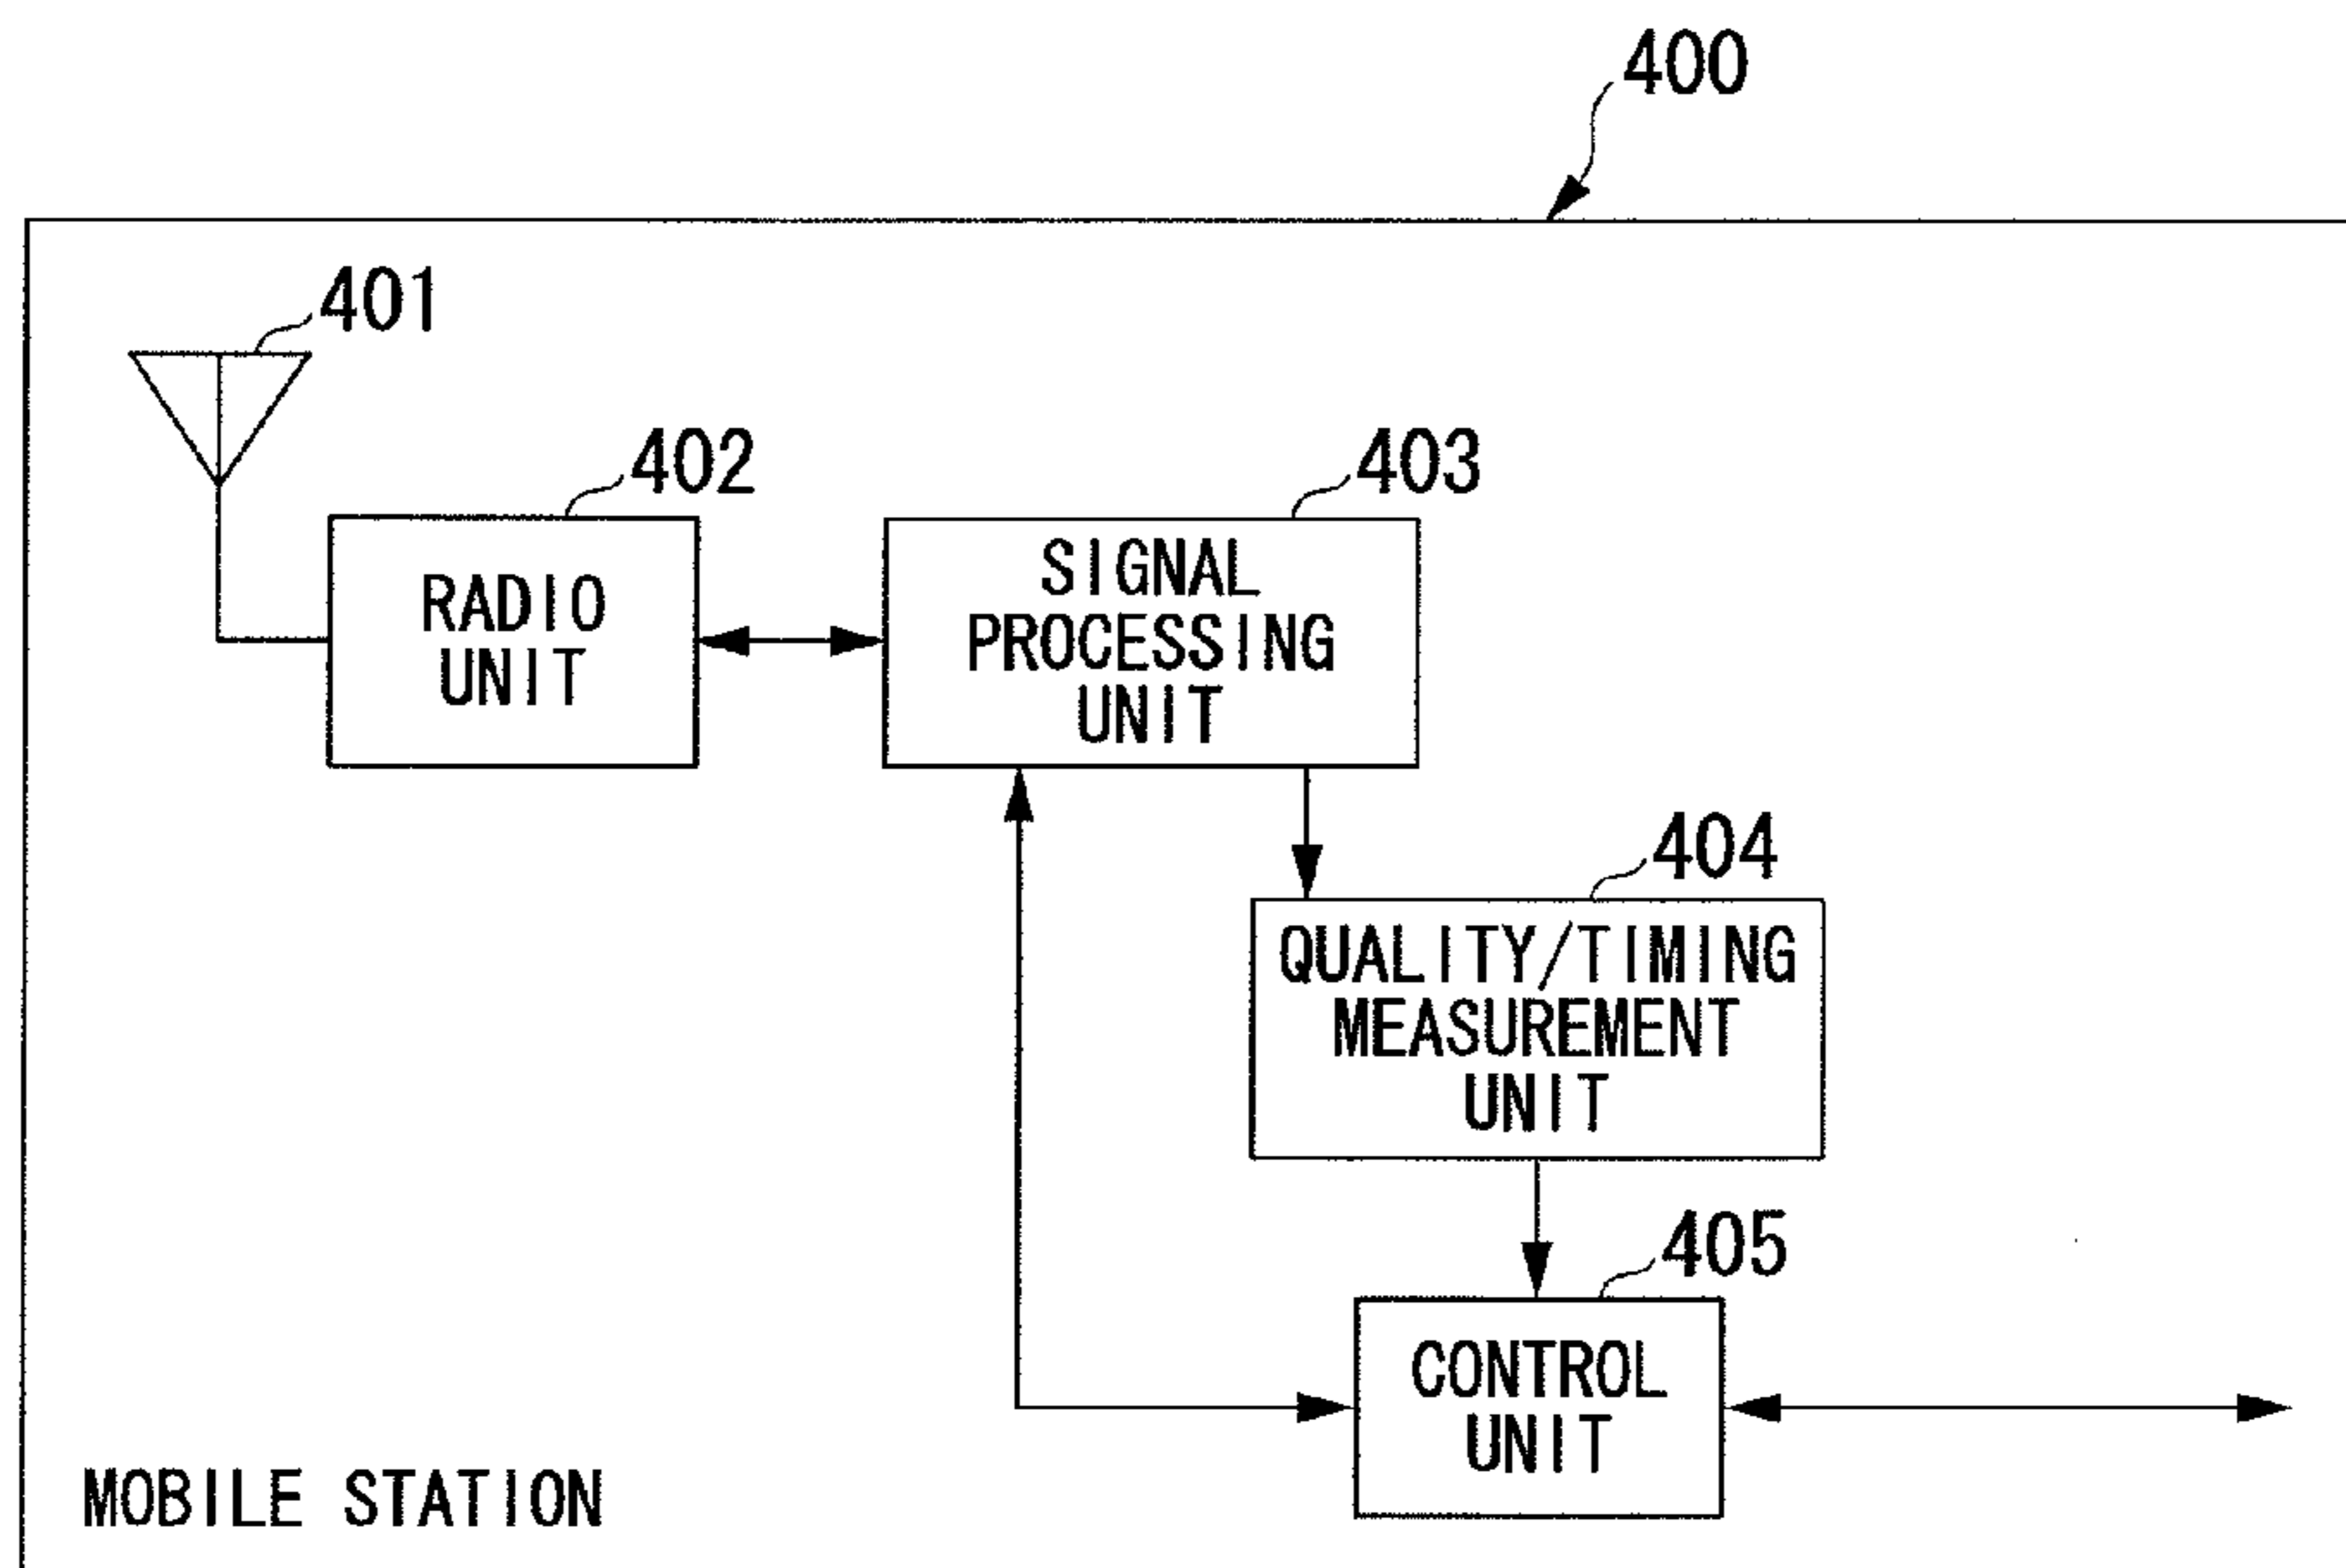 400
401
402
403
RADIO
UNIT
SIGNAL
PROCESSING
UNIT
404
QUALITY/TIMING
MEASUREMENT
UNIT
405
CONTROL
UNIT
MOBILE STATION